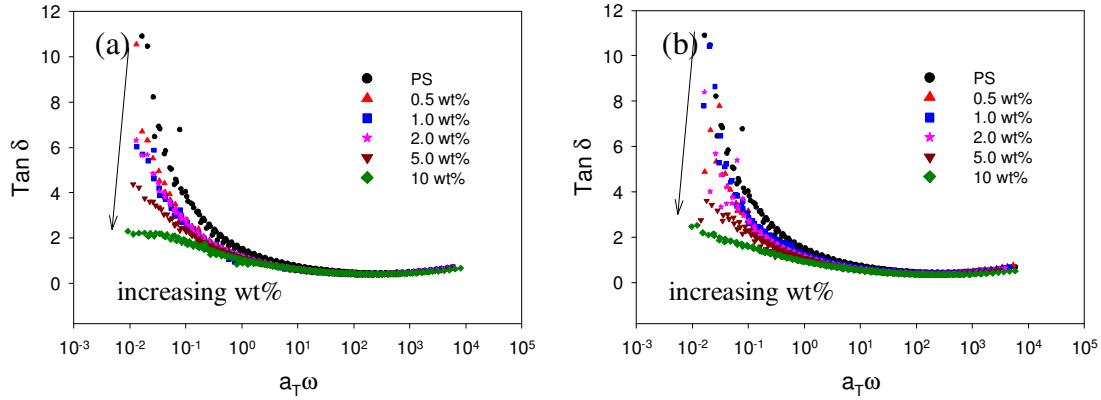 (a)
Tan δ
12
10
8
6
4
2
0
PS
0.5 wt%
1.0 wt%
2.0 wt%
5.0 wt%
10 wt%
increasing wt%
10-3 10-2 10-1 100 101 102 103 104 105
aTω
(b)
Tan δ
12
10
8
6
4
2
0
PS
0.5 wt%
1.0 wt%
2.0 wt%
5.0 wt%
10 wt%
increasing wt%
10-3 10-2 10-1 100 101 102 103 104 105
aTω